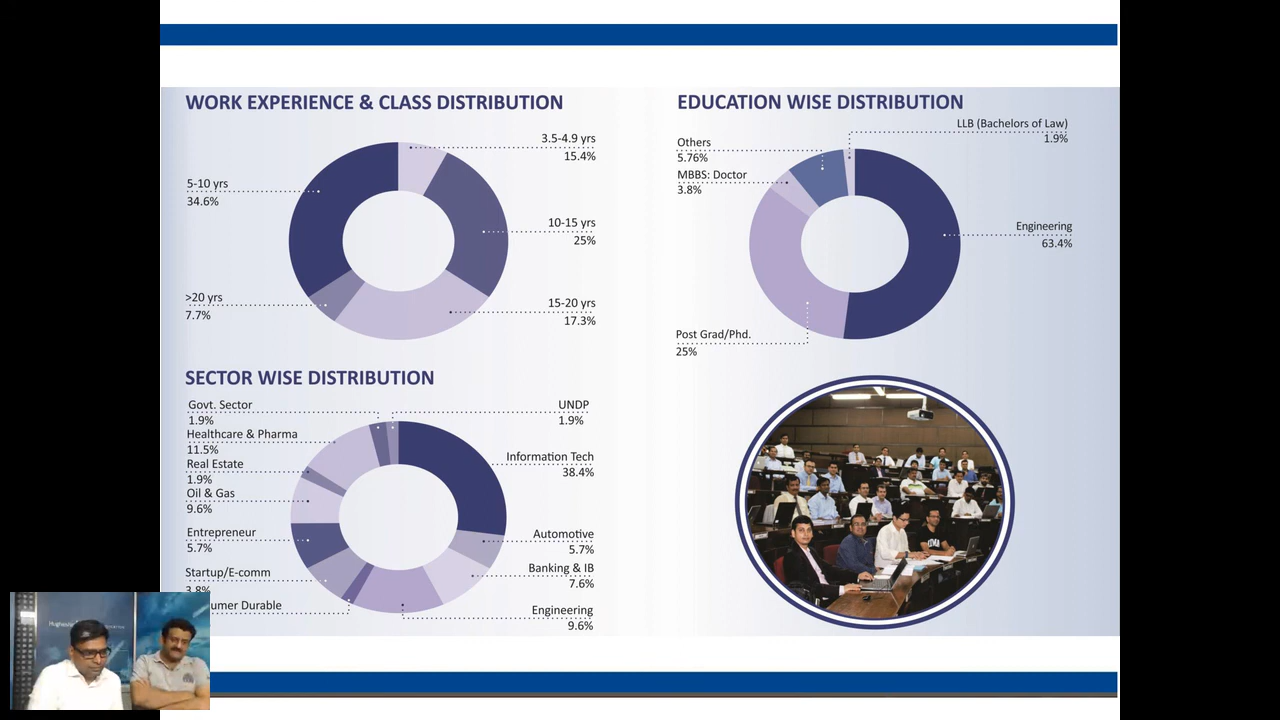 WORK EXPERIENCE & CLASS DISTRIBUTION
3.5-4.9 yrs
15.4%
5-10 yrs
34.6%
10-15 yrs
25%
>20 yrs
7.7%
15-20 yrs
17.3%
EDUCATION WISE DISTRIBUTION
LLB (Bachelors of Law)
1.9%
Others
5.76%
MBBS: Doctor
3.8%
Engineering
63.4%
Post Grad/Phd.
25%
SECTOR WISE DISTRIBUTION
Govt. Sector
1.9%
UNDP
1.9%
Healthcare & Pharma
11.5%
Information Tech
38.4%
Real Estate
1.9%
Oil & Gas
9.6%
Entrepreneur
5.7%
Automotive
5.7%
Startup/E-comm
3.8%
Banking & IB
7.6%
umer Durable
Engineering
9.6%